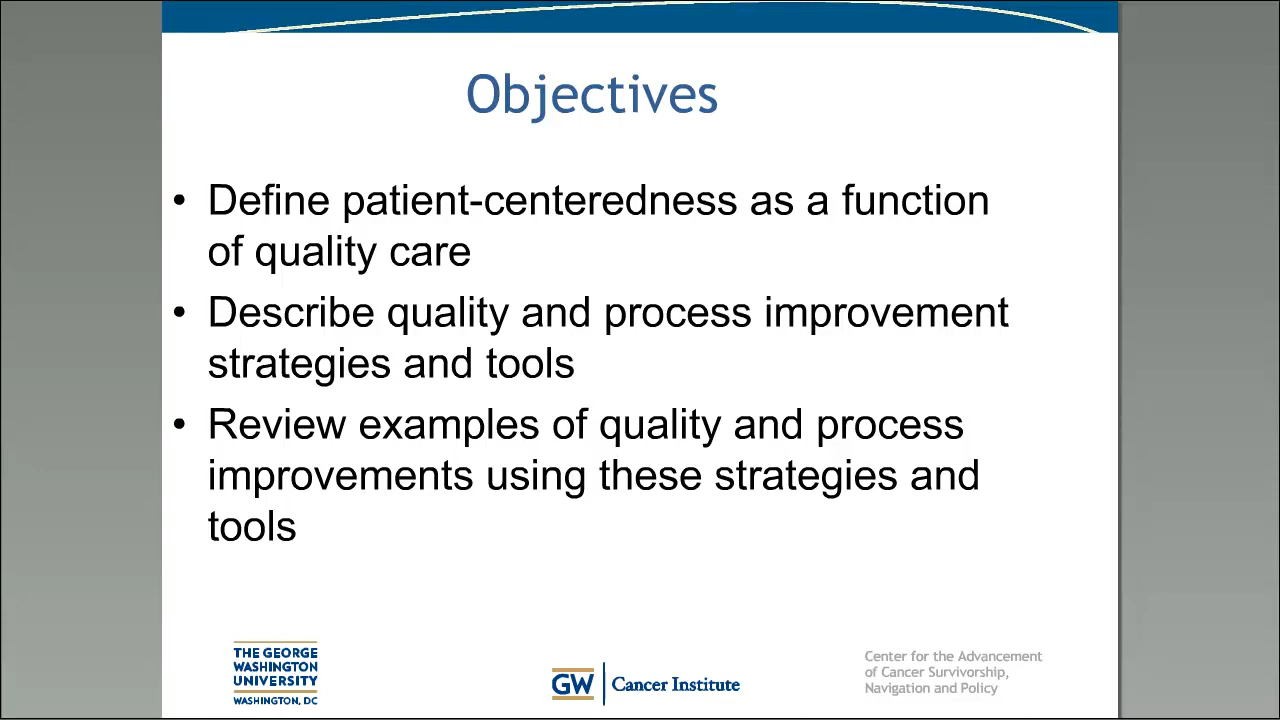 Objectives
• Define patient-centeredness as a function
of quality care
• Describe quality and process improvement
strategies and tools
• Review examples of quality and process
improvements using these strategies and
tools
THE GEORGE
WASHINGTON
UNIVERSITY
WASHINGTON, DC
GW Cancer Institute
Center for the Advancement
of Cancer Survivorship,
Navigation and Policy